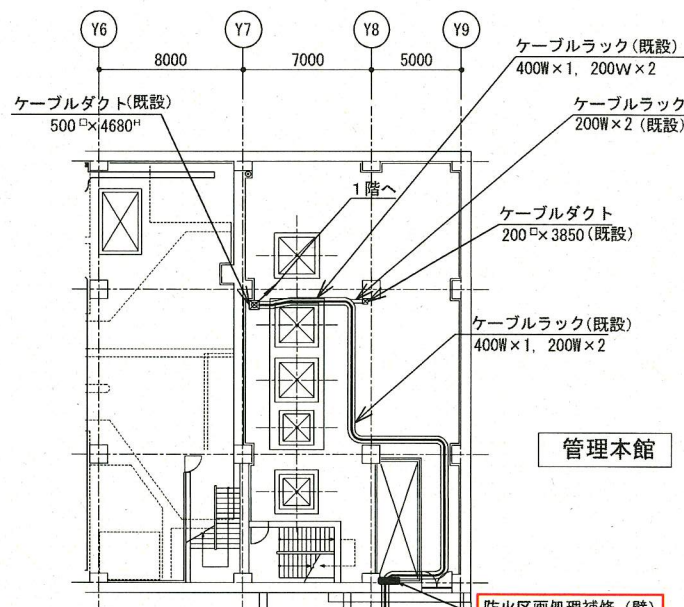 Y6
Y7
Y8
Y9
8000
7000
5000
ケーブルラック(既設)
400W×1, 200W×2
ケーブルダクト(既設)
500□×4680H
ケーブルラック
200W×2 (既設)
1階へ
ケーブルダクト
200□×3850(既設)
ケーブルラック(既設)
400W×1, 200W×2
管理本館
防火区画処理補修 (壁)